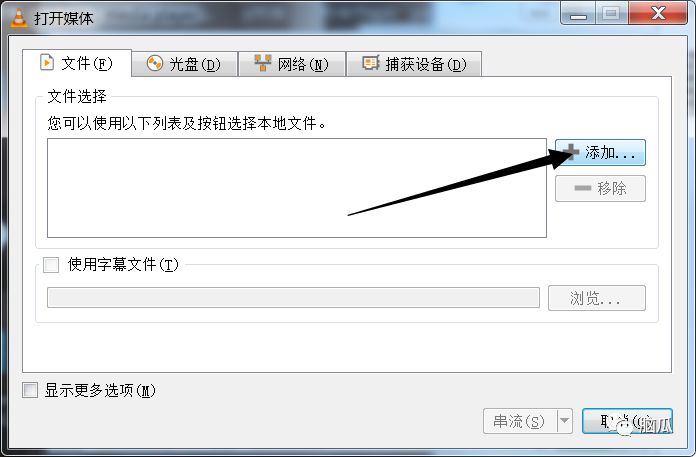 打开媒体
文件(F) 光盘(D) 网络(N) 捕获设备(D)
文件选择
您可以使用以下列表及按钮选择本地文件。
添加...
移除
使用字幕文件(T)
浏览...
显示更多选项(M)
串流(S)
脑瓜